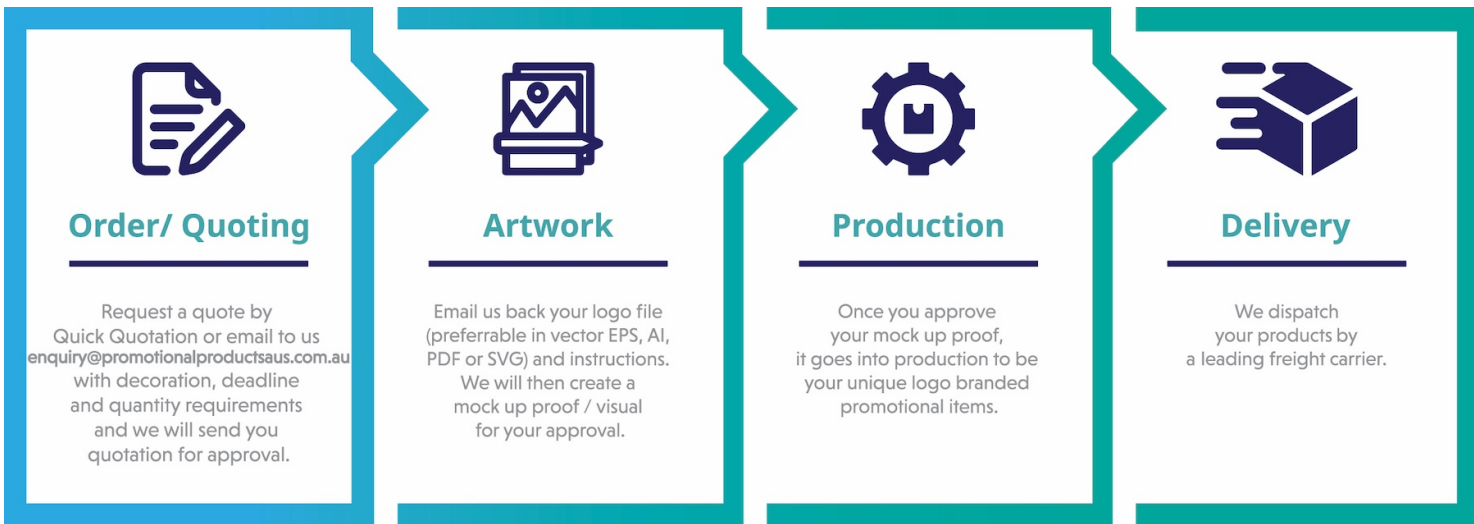 Order/ Quoting
Request a quote by
Quick Quotation or email to us
enquiry@promotionalproductsaus.com.au
with decoration, deadline
and quantity requirements
and we will send you
quotation for approval.
Artwork
Email us back your logo file
(preferrable in vector EPS, AI,
PDF or SVG) and instructions.
We will then create a
mock up proof / visual
for your approval.
Production
Once you approve
your mock up proof,
it goes into production to be
your unique logo branded
promotional items.
Delivery
We dispatch
your products by
a leading freight carrier.